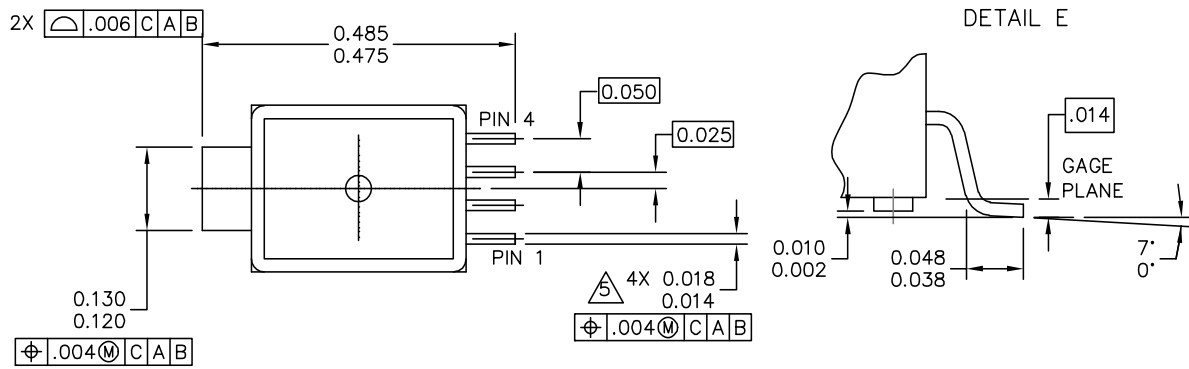 2X ⌓ .006 C A B
0.485
0.475
DETAIL E
0.050
PIN 4
0.025
.014
GAGE
PLANE
PIN 1
0.010
0.002
0.048
0.038
7°
0°
5 4X 0.018
0.014
⌖ .004 Ⓜ C A B
0.130
0.120
⌖ .004 Ⓜ C A B